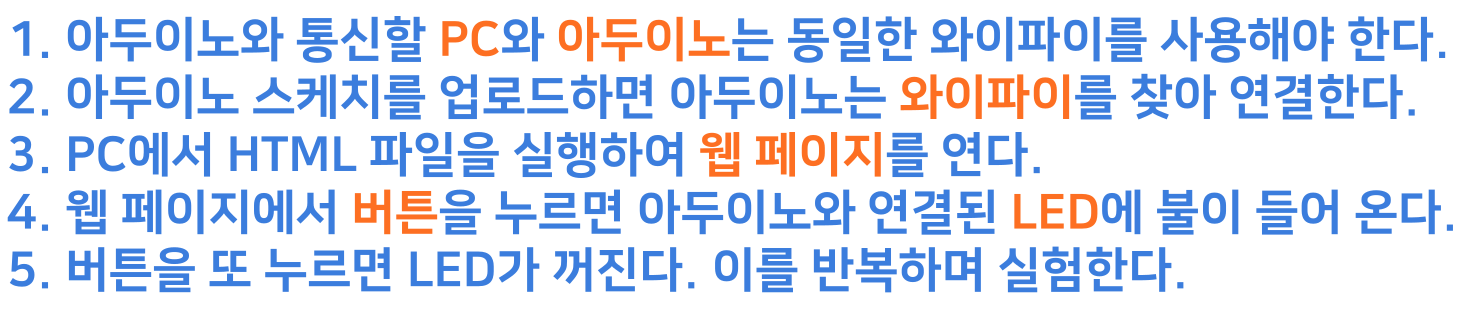 1. 아두이노와 통신할 PC와 아두이노는 동일한 와이파이를 사용해야 한다.
2. 아두이노 스케치를 업로드하면 아두이노는 와이파이를 찾아 연결한다.
3. PC에서 HTML 파일을 실행하여 웹 페이지를 연다.
4. 웹 페이지에서 버튼을 누르면 아두이노와 연결된 LED에 불이 들어 온다.
5. 버튼을 또 누르면 LED가 꺼진다. 이를 반복하며 실험한다.